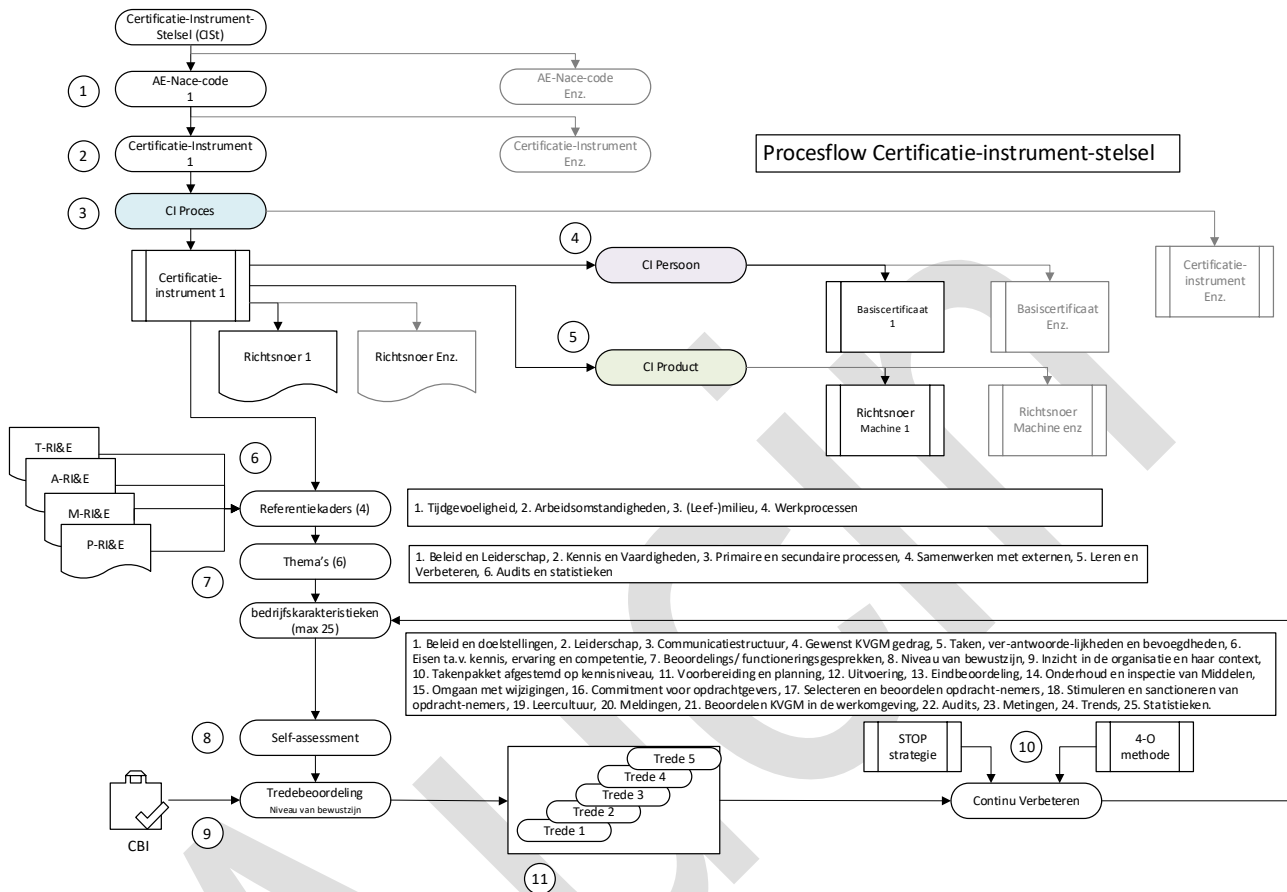 Certificatie-Instrument-
Stelsel (CISt)
1
AE-Nace-code
1
AE-Nace-code
Enz.
2
Certificatie-Instrument
1
Certificatie-Instrument
Enz.
Procesflow Certificatie-instrument-stelsel
3
CI Proces
4
Certificatie-
instrument 1
CI Persoon
Certificatie-
instrument
Enz.
Basiscertificaat
1
Basiscertificaat
Enz.
Richtsnoer 1
Richtsnoer Enz.
5
CI Product
Richtsnoer
Machine 1
Richtsnoer
Machine enz
T-RI&E
A-RI&E
M-RI&E
P-RI&E
6
Referentiekaders (4)
1. Tijdgevoeligheid, 2. Arbeidsomstandigheden, 3. (Leef-)milieu, 4. Werkprocessen
Thema's (6)
1. Beleid en Leiderschap, 2. Kennis en Vaardigheden, 3. Primaire en secundaire processen, 4. Samenwerken met externen, 5. Leren en
Verbeteren, 6. Audits en statistieken
7
bedrijfskarakteristieken
(max 25)
1. Beleid en doelstellingen, 2. Leiderschap, 3. Communicatiestructuur, 4. Gewenst KVGM gedrag, 5. Taken, ver-antwoorde-lijkheden en bevoegdheden, 6.
Eisen ta.v. kennis, ervaring en competentie, 7. Beoordelings/ functioneringsgesprekken, 8. Niveau van bewustzijn, 9. Inzicht in de organisatie en haar context,
10. Takenpakket afgestemd op kennisniveau, 11. Voorbereiding en planning, 12. Uitvoering, 13. Eindbeoordeling, 14. Onderhoud en inspectie van Middelen,
15. Omgaan met wijzigingen, 16. Commitment voor opdrachtgevers, 17. Selecteren en beoordelen opdracht-nemers, 18. Stimuleren en sanctioneren van
opdracht-nemers, 19. Leercultuur, 20. Meldingen, 21. Beoordelen KVGM in de werkomgeving, 22. Audits, 23. Metingen, 24. Trends, 25. Statistieken.
8
Self-assessment
STOP
strategie
10
4-O
methode
CBI
9
Tredebeoordeling
Niveau van bewustzijn
Trede 5
Trede 4
Trede 3
Trede 2
Trede 1
Continu Verbeteren
11